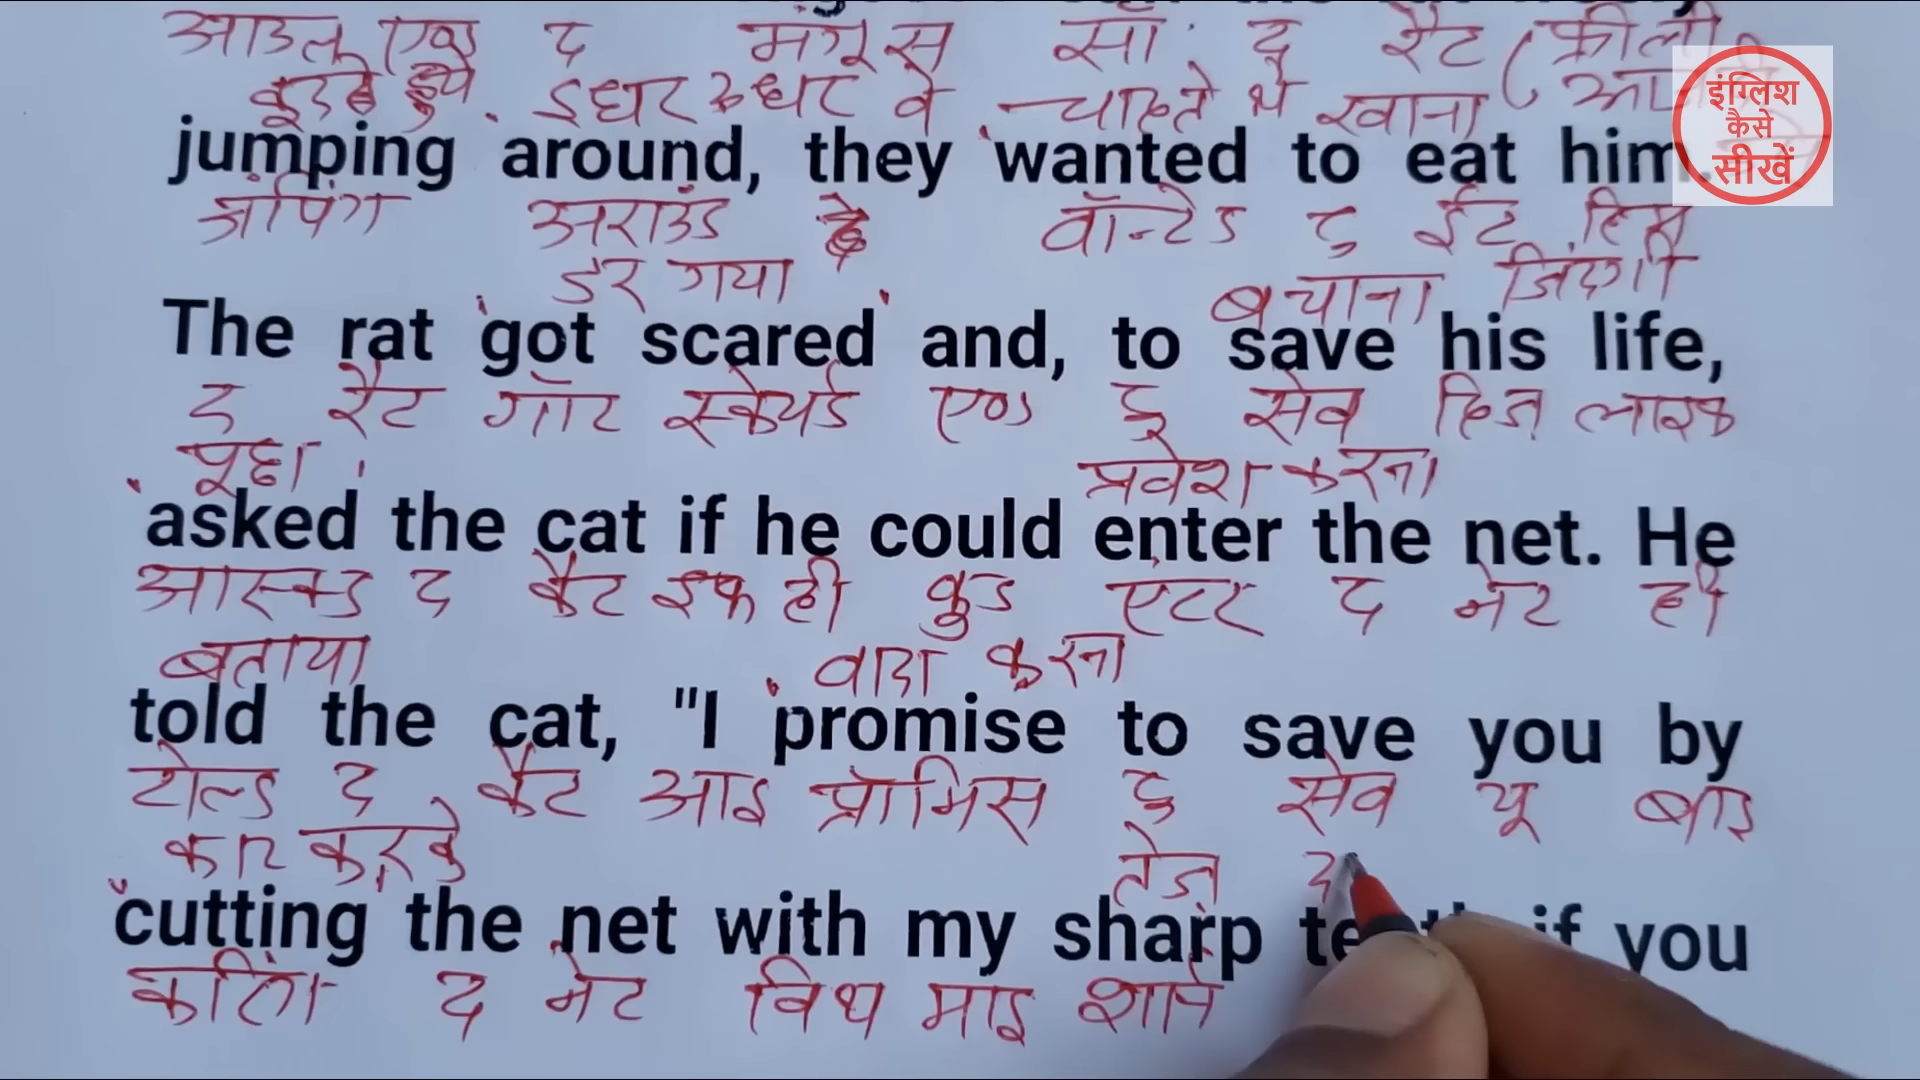 आउल एण्ड द मंगूस सॉ द रैट (फ्रीली
कूदते हुये इधर उधर वे चाहते थे खाना
इंग्लिश
कैसे
सीखें
jumping around, they wanted to eat him.
जंपिंग अराउंड दे वॉन्टेड टु ईट हिम
डर गया बचाना जिंदगी
The rat got scared and, to save his life,
द रैट गॉट स्केयर्ड एण्ड टु सेव हिज़ लाइफ
पूछा प्रवेश करना
asked the cat if he could enter the net. He
आस्क्ड द कैट इफ ही कुड एंटर द नेट ही
बताया वादा करना
told the cat, "I promise to save you by
टोल्ड द कैट आइ प्रॉमिस टु सेव यू बाइ
काट करके तेज
cutting the net with my sharp if you
कटिंग द नेट विथ माइ शार्प